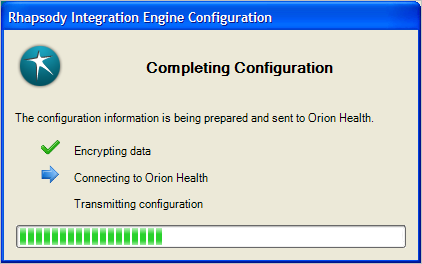 Rhapsody Integration Engine Configuration
Completing Configuration
The configuration information is being prepared and sent to Orion Health.
Encrypting data
Connecting to Orion Health
Transmitting configuration